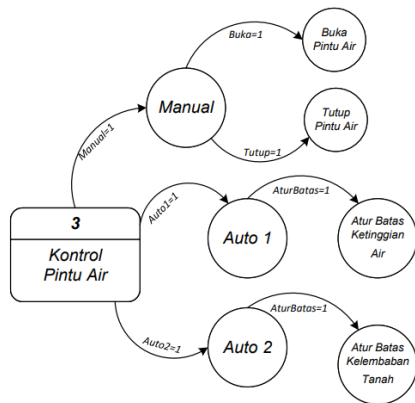 Buka=1
Buka
Pintu Air
Manual
Manual=1
Tutup
Pintu Air
Tutup=1
3
Kontrol
Pintu Air
Auto1=1
Auto 1
AturBatas=1
Atur Batas
Ketinggian
Air
Auto2=1
Auto 2
AturBatas=1
Atur Batas
Kelembaban
Tanah